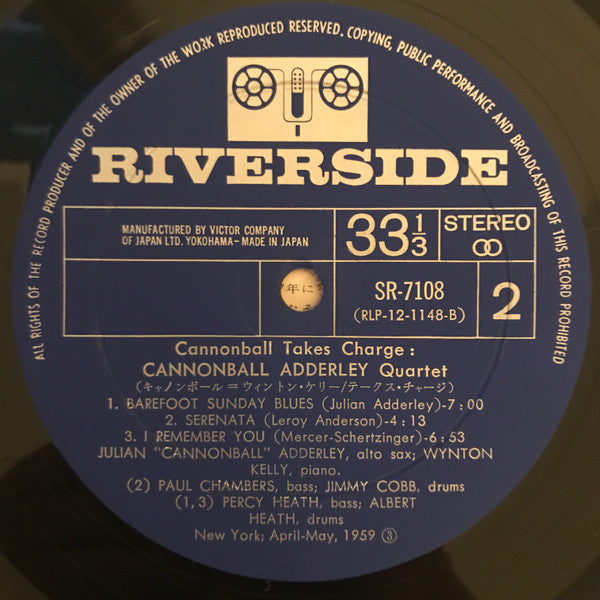 ALL RIGHTS OF THE RECORD PRODUCER AND OF THE OWNER OF THE WORK REPRODUCED RESERVED. COPYING, PUBLIC PERFORMANCE AND BROADCASTING OF THIS RECORD PROHIBITED
RIVERSIDE
MANUFACTURED BY VICTOR COMPANY
OF JAPAN LTD. YOKOHAMA–MADE IN JAPAN
33 1/3
STEREO
SR-7108
(RLP-12-1148-B)
2
年に
Cannonball Takes Charge:
CANNONBALL ADDERLEY Quartet
(キャノンボール=ウィントン・ケリー/テークス・チャージ)
1. BAREFOOT SUNDAY BLUES (Julian Adderley)-7:00
2. SERENATA (Leroy Anderson)-4:13
3. I REMEMBER YOU (Mercer-Schertzinger)-6:53
JULIAN "CANNONBALL" ADDERLEY, alto sax; WYNTON
KELLY, piano.
(2) PAUL CHAMBERS, bass; JIMMY COBB, drums
(1,3) PERCY HEATH, bass; ALBERT
HEATH, drums
New York; April-May, 1959 ③